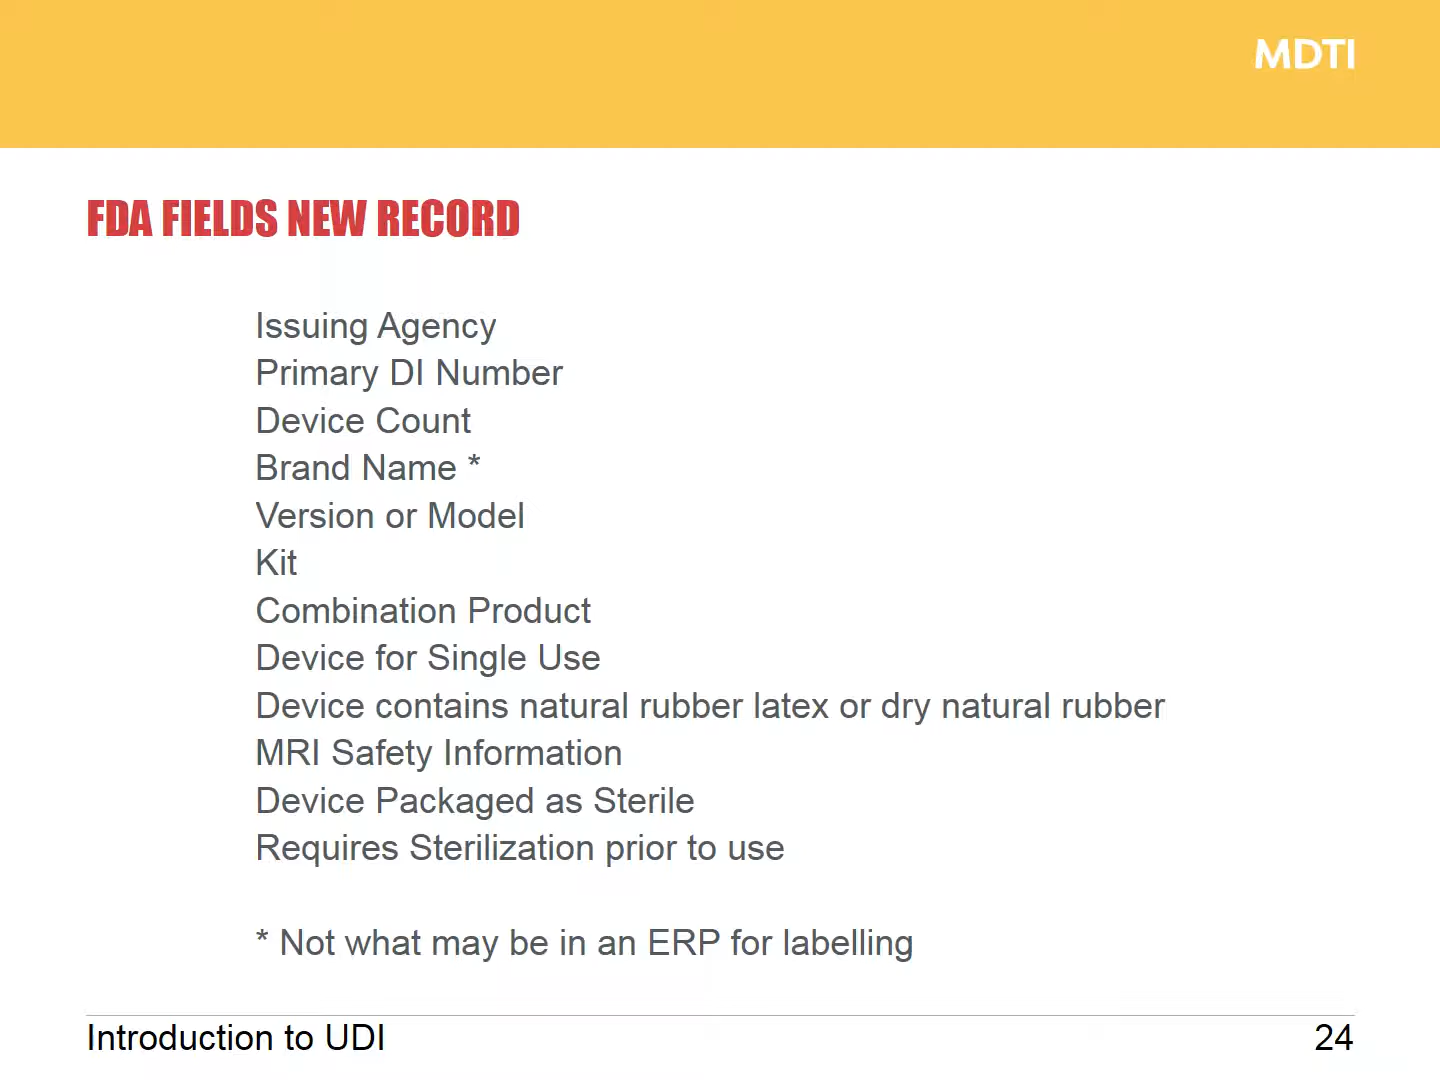 MDTI
FDA FIELDS NEW RECORD
Issuing Agency
Primary DI Number
Device Count
Brand Name *
Version or Model
Kit
Combination Product
Device for Single Use
Device contains natural rubber latex or dry natural rubber
MRI Safety Information
Device Packaged as Sterile
Requires Sterilization prior to use
* Not what may be in an ERP for labelling
Introduction to UDI
24